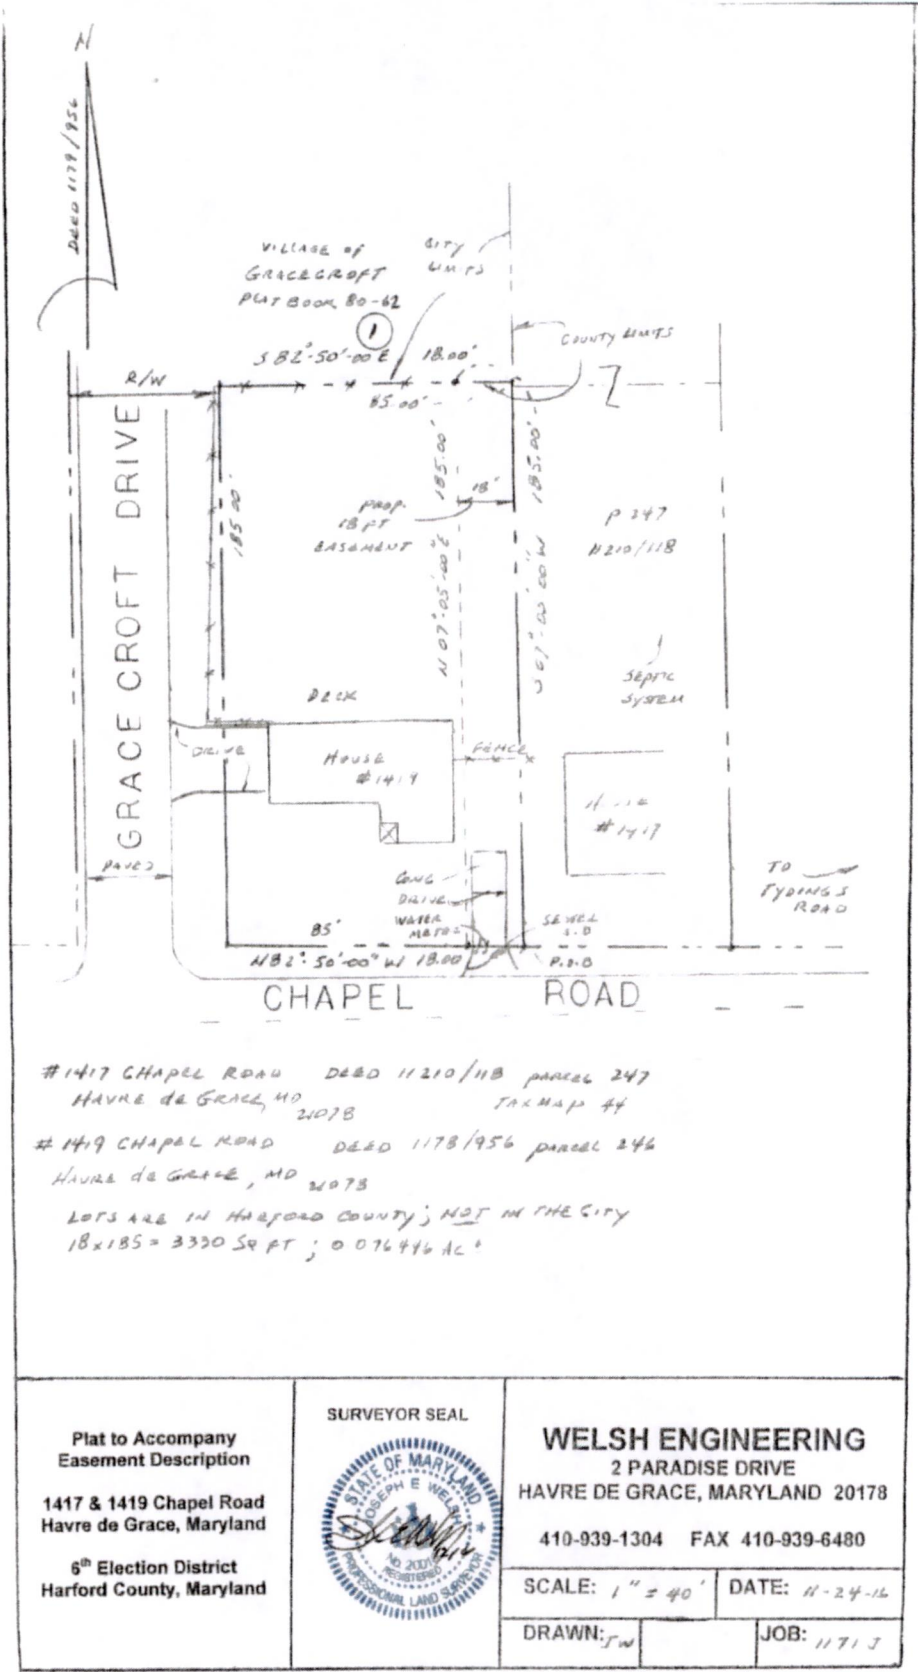 N
DEED 1179/956
VILLAGE OF
GRACECROFT
PLAT BOOK 80-62
1
CITY
LIMITS
COUNTY LIMITS
S 82°-50'-00 E 18.00'
85.00'
R/W
GRACE CROFT DRIVE
185.00'
185.00'
185.00'
18'
PROP.
18 FT
EASEMENT
N 07°-05'-00" E
P 247
11210/118
SEPTIC
SYSTEM
DECK
DRIVE
HOUSE
#1419
FENCE
#1417
PAVED
CONC
DRIVE
WATER
METER
SEWER
C.O
TO
TYDINGS
ROAD
85'
N82°-50'-00" W 18.00
P.O.B
CHAPEL ROAD
#1417 CHAPEL ROAD DEED 11210/118 PARCEL 247
HAVRE de GRACE, MD 21078 TAX MAP 44
#1419 CHAPEL ROAD DEED 1178/956 PARCEL 246
HAVRE de GRACE, MD 21078
LOTS ARE IN HARFORD COUNTY; NOT IN THE CITY
18x185 = 3330 SQ FT; 0.076446 AC±
Plat to Accompany
Easement Description
1417 & 1419 Chapel Road
Havre de Grace, Maryland
6th Election District
Harford County, Maryland
SURVEYOR SEAL
STATE OF MARYLAND
JOSEPH E WELSH
REGISTERED
PROFESSIONAL LAND SURVEYOR
WELSH ENGINEERING
2 PARADISE DRIVE
HAVRE DE GRACE, MARYLAND 20178
410-939-1304 FAX 410-939-6480
SCALE: 1" = 40' DATE: 11-24-16
DRAWN: JW JOB: 1171 J